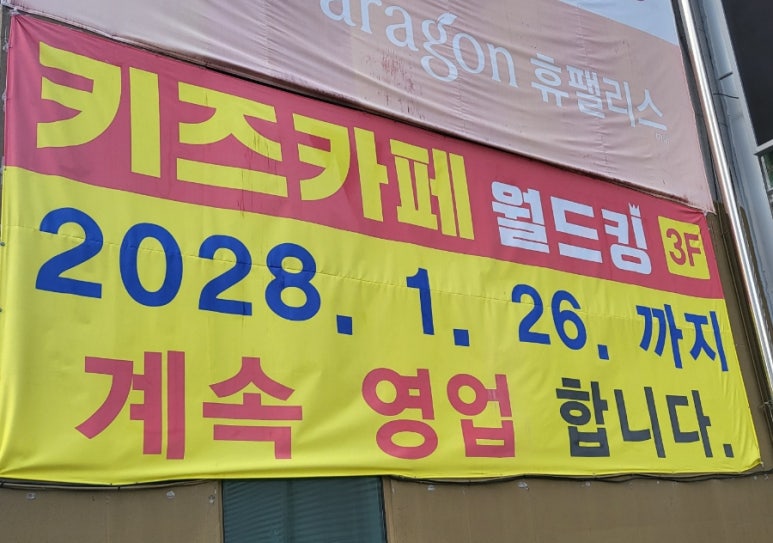 aragon 휴팰리스
키즈카페 월드킹 3F
2028. 1. 26. 까지
계속 영업 합니다.